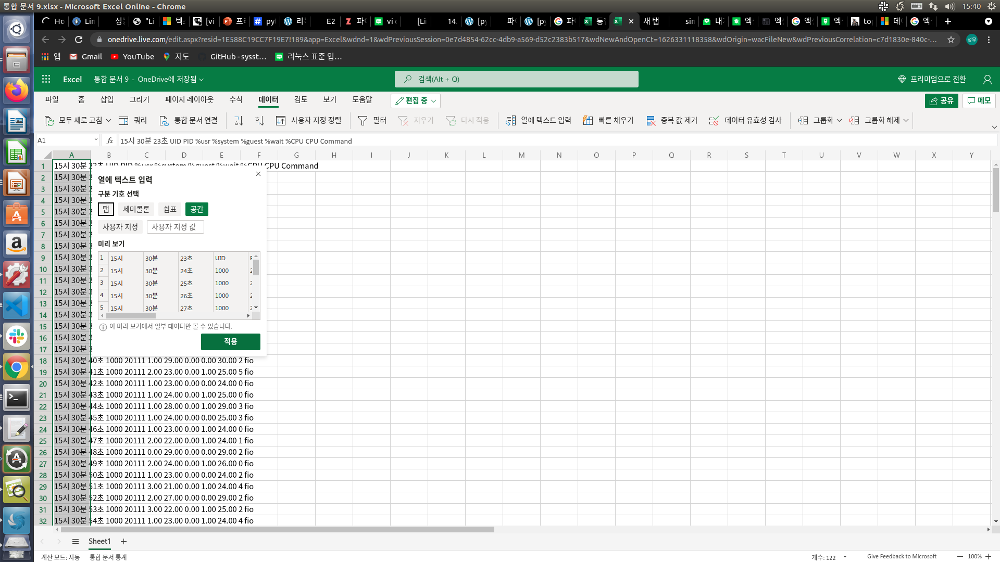 통합 문서 9.xlsx - Microsoft Excel Online - Chrome
15:40
Ho
Lin
"Li
[vi
E2
vi c
[Li
14.
새 탭
sin
onedrive.live.com/edit.aspx?resid=1E588C19CC7F19E7!189&app=Excel&wdnd=1&wdPreviousSession=0e7d4854-62cc-4db9-a569-d52c2383b517&wdNewAndOpenCt=1626331118358&wdOrigin=wacFileNew&wdPreviousCorrelation=c7d1830e-840c-...
성무
앱 Gmail YouTube 지도 GitHub - sysst... 리눅스 표준 입...
Excel 통합 문서 9 - OneDrive에 저장됨
검색(Alt + Q)
프리미엄으로 전환
파일 홈 삽입 그리기 페이지 레이아웃 수식 데이터 검토 보기 도움말 편집 중 공유 메모
모두 새로 고침 쿼리 통합 문서 연결 사용자 지정 정렬 필터 지우기 다시 적용 열에 텍스트 입력 빠른 채우기 중복 값 제거 데이터 유효성 검사 그룹화 그룹화 해제
A1 fx 15시 30분 23초 UID PID %usr %system %guest %wait %CPU CPU Command
A B C D E F G H I J K L M N O P Q R S T U V W X Y
1 15시 30분 23초 UID PID %usr %system %guest %wait %CPU CPU Command
2 15시 30분
3 15시 30분
4 15시 30분
5 15시 30분
6 15시 30분
7 15시 30분
8 15시 30분
9 15시 30분
10 15시 30분
11 15시 30분
12 15시 30분
13 15시 30분
14 15시 30분
15 15시 30분
16 15시 30분
17 15시 30분
열에 텍스트 입력
구분 기호 선택
탭 세미콜론 쉼표 공간
사용자 지정 사용자 지정 값
미리 보기
1 15시 30분 23초 UID
2 15시 30분 24초 1000
3 15시 30분 25초 1000
4 15시 30분 26초 1000
5 15시 30분 27초 1000
이 미리 보기에서 일부 데이터만 볼 수 있습니다.
적용
18 15시 30분 40초 1000 20111 1.00 29.00 0.00 0.00 30.00 2 fio
19 15시 30분 41초 1000 20111 2.00 23.00 0.00 1.00 25.00 5 fio
20 15시 30분 42초 1000 20111 1.00 23.00 0.00 0.00 24.00 0 fio
21 15시 30분 43초 1000 20111 1.00 24.00 0.00 1.00 25.00 0 fio
22 15시 30분 44초 1000 20111 1.00 28.00 0.00 1.00 29.00 3 fio
23 15시 30분 45초 1000 20111 1.00 24.00 0.00 0.00 25.00 3 fio
24 15시 30분 46초 1000 20111 1.00 23.00 0.00 1.00 24.00 0 fio
25 15시 30분 47초 1000 20111 2.00 22.00 0.00 1.00 24.00 1 fio
26 15시 30분 48초 1000 20111 0.00 29.00 0.00 0.00 29.00 2 fio
27 15시 30분 49초 1000 20111 2.00 24.00 0.00 1.00 26.00 0 fio
28 15시 30분 50초 1000 20111 1.00 23.00 0.00 0.00 24.00 2 fio
29 15시 30분 51초 1000 20111 3.00 21.00 0.00 1.00 24.00 4 fio
30 15시 30분 52초 1000 20111 2.00 27.00 0.00 0.00 29.00 2 fio
31 15시 30분 53초 1000 20111 3.00 22.00 0.00 1.00 25.00 2 fio
32 15시 30분 54초 1000 20111 1.00 23.00 0.00 1.00 24.00 4 fio
Sheet1
계산 모드: 자동 통합 문서 통계 개수: 122 Give Feedback to Microsoft 100%